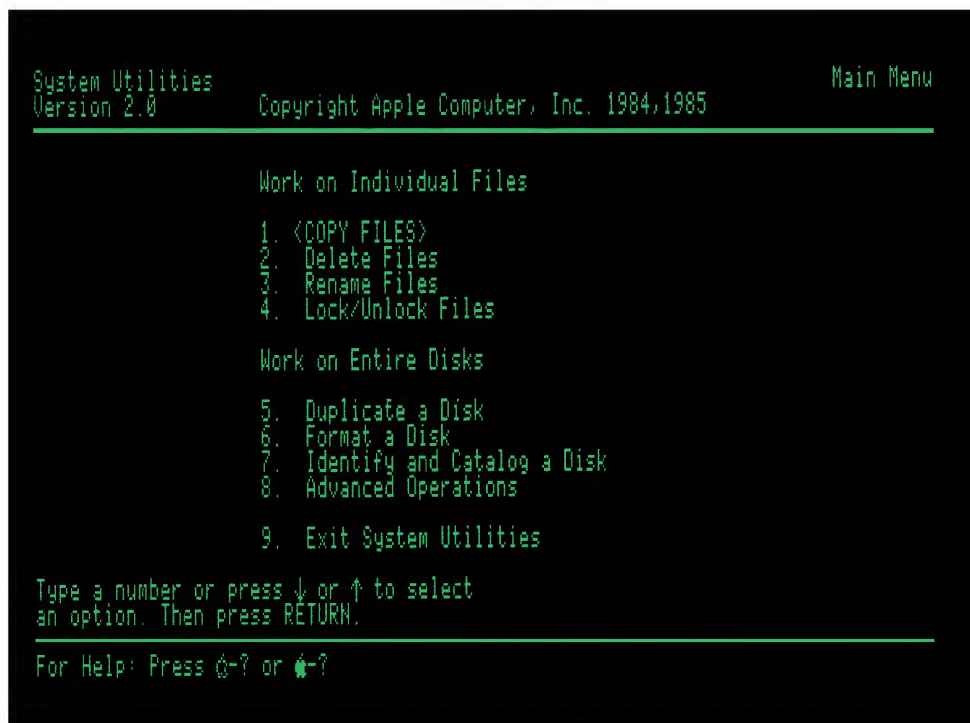 System Utilities
Main Menu
Version 2.0
Copyright Apple Computer, Inc. 1984,1985
Work on Individual Files
1. <COPY FILES>
2. Delete Files
3. Rename Files
4. Lock/Unlock Files
Work on Entire Disks
5. Duplicate a Disk
6. Format a Disk
7. Identify and Catalog a Disk
8. Advanced Operations
9. Exit System Utilities
Type a number or press ↓ or ↑ to select
an option. Then press RETURN.
For Help: Press -? or -?